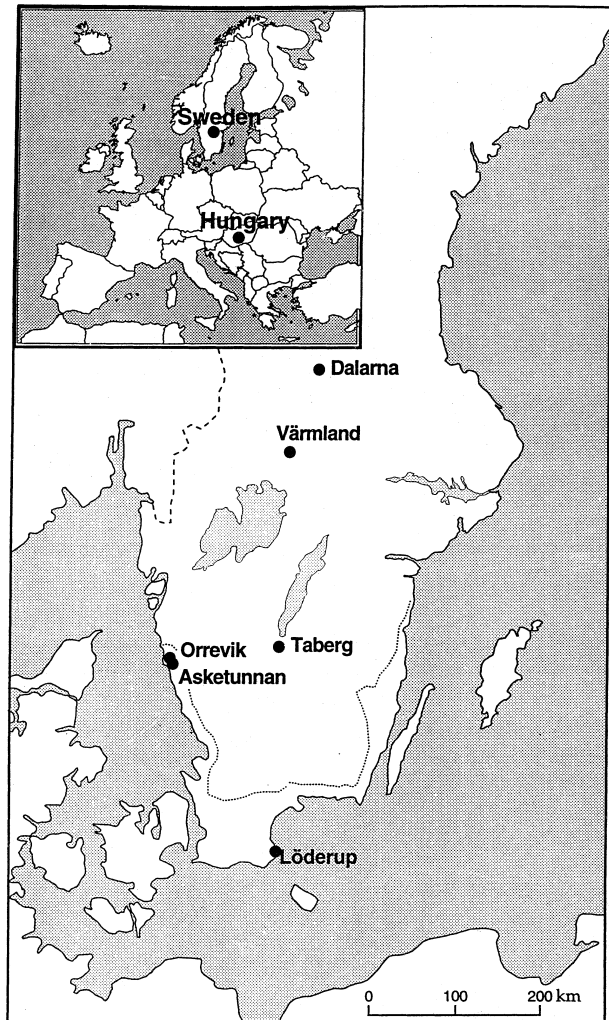 Sweden
Hungary
Dalarna
Värmland
Orrevik
Taberg
Asketunnan
Löderup
0 100 200 km